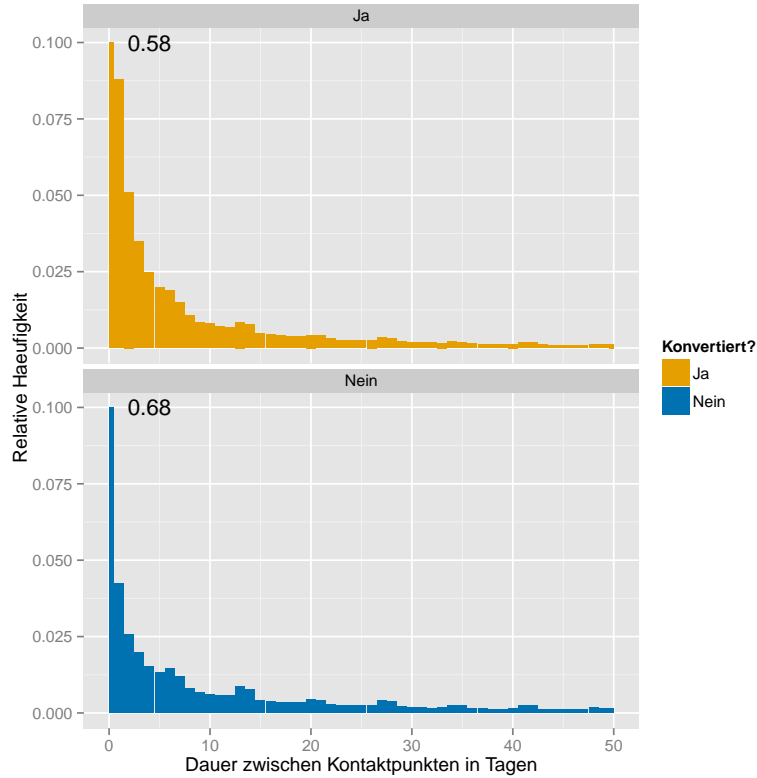 Ja
0.58
0.100
0.075
0.050
0.025
0.000
Nein
0.68
0.100
0.075
0.050
0.025
0.000
0 10 20 30 40 50
Dauer zwischen Kontaktpunkten in Tagen
Relative Haeufigkeit
Konvertiert?
Ja
Nein